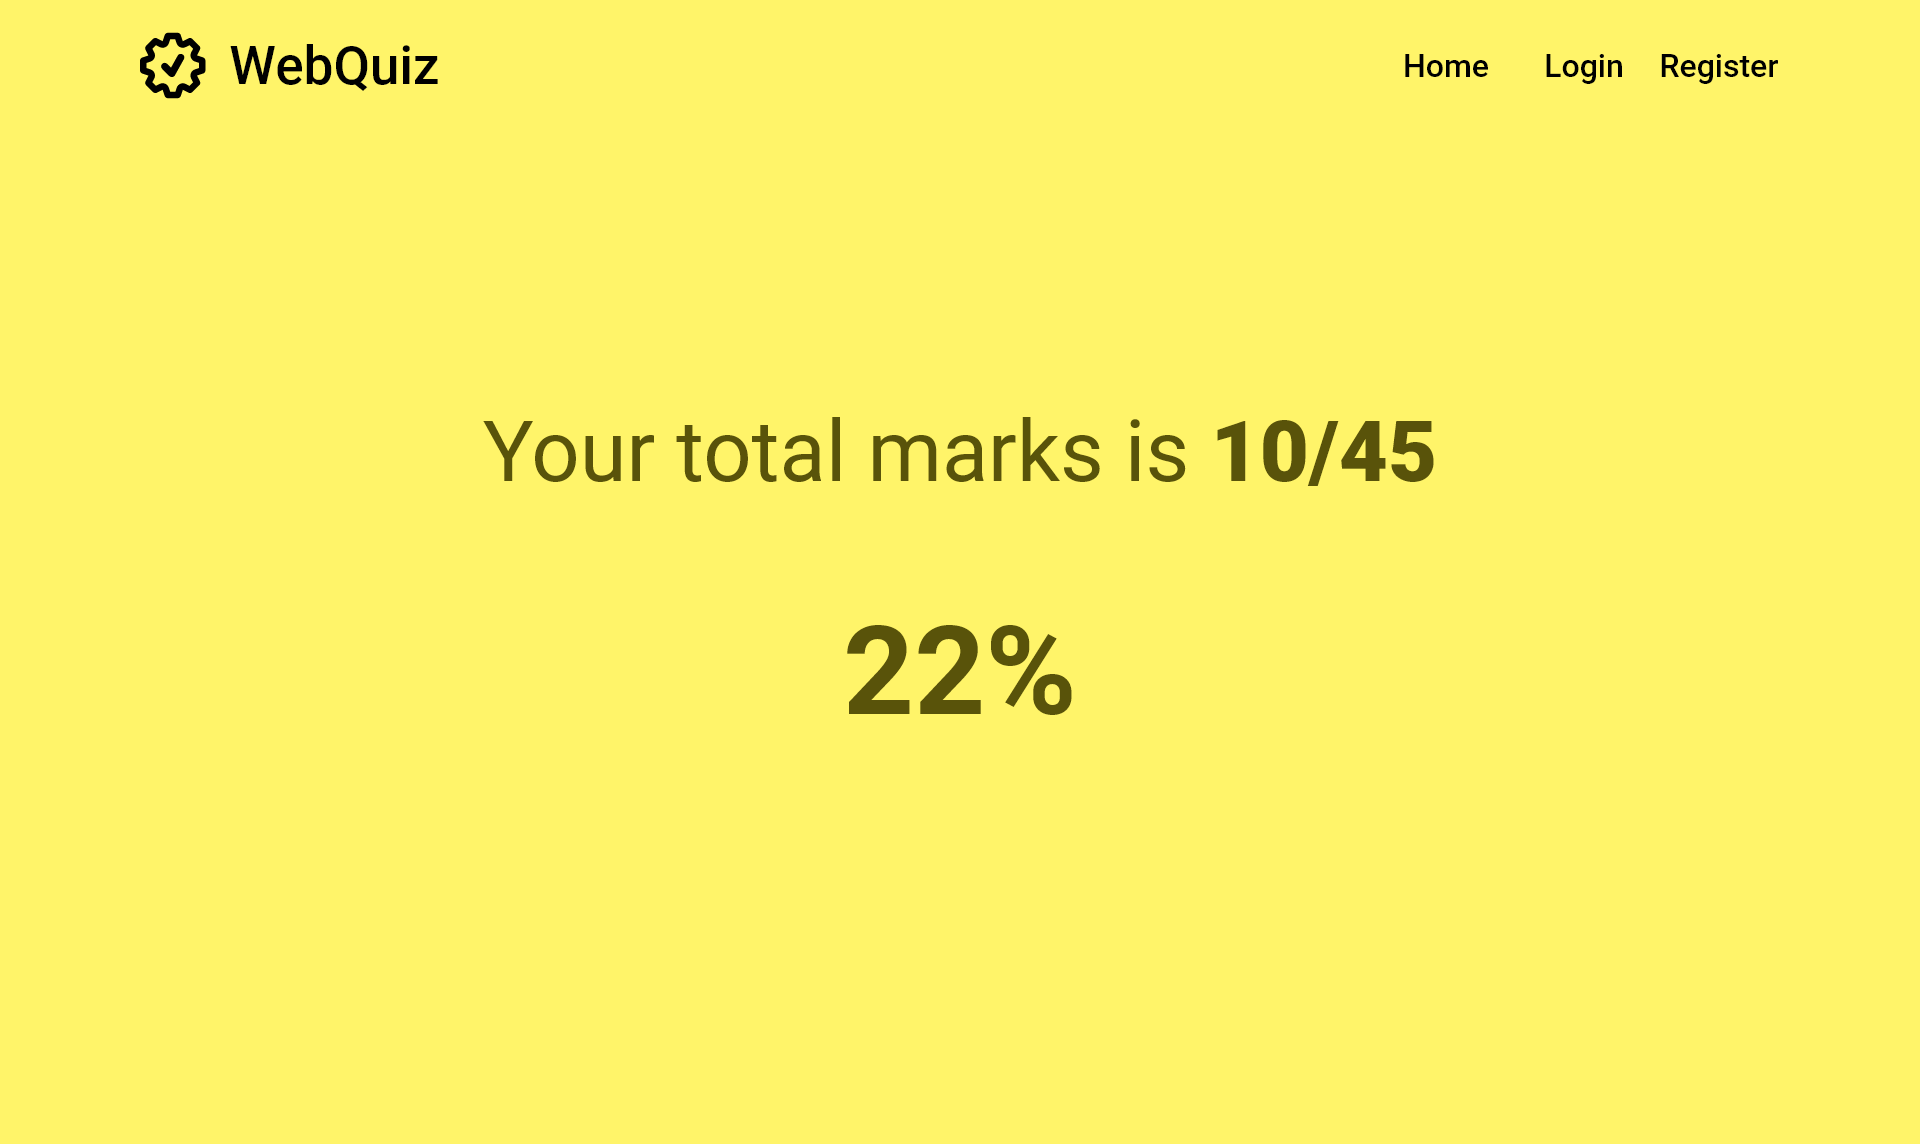 WebQuiz
Home Login Register
Your total marks is 10/45
22%